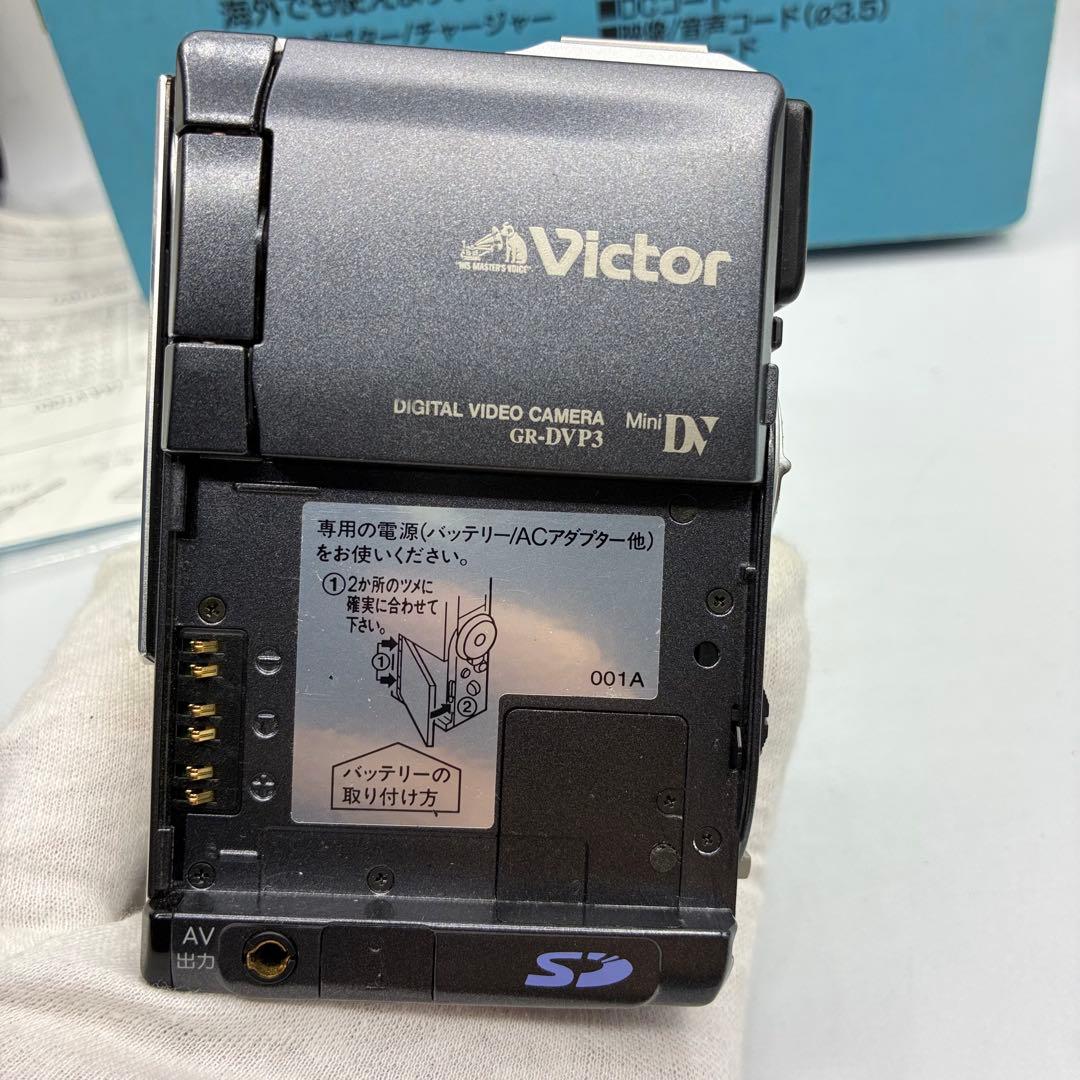 海外でも使えます
アダプター/チャージャー
■DCコード
■映像/音声コード(ø3.5)
コード
"HIS MASTER'S VOICE"
Victor
DIGITAL VIDEO CAMERA
GR-DVP3
Mini DV
専用の電源(バッテリー/ACアダプター他)
をお使いください。
①2か所のツメに
確実に合わせて
下さい。
①
②
001A
バッテリーの
取り付け方
⊖
⊕
AV
出力
SD